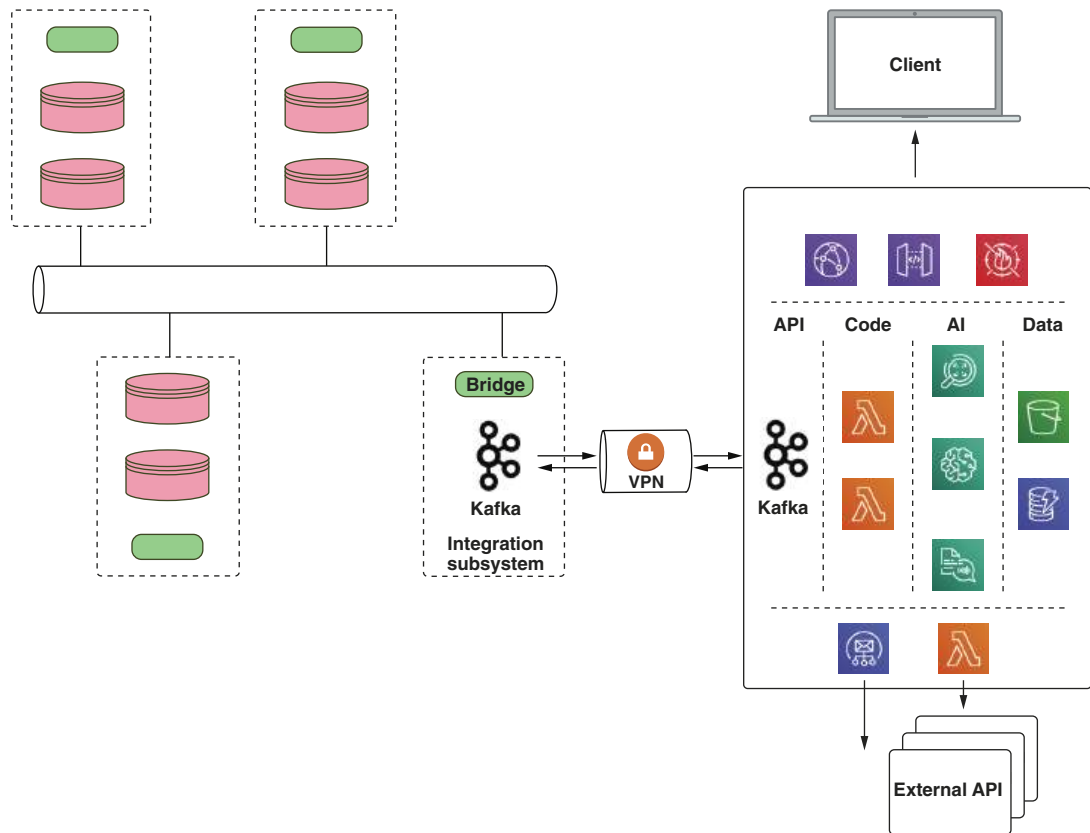 Client
API
Code
AI
Data
Bridge
Kafka
Integration
subsystem
VPN
Kafka
External API